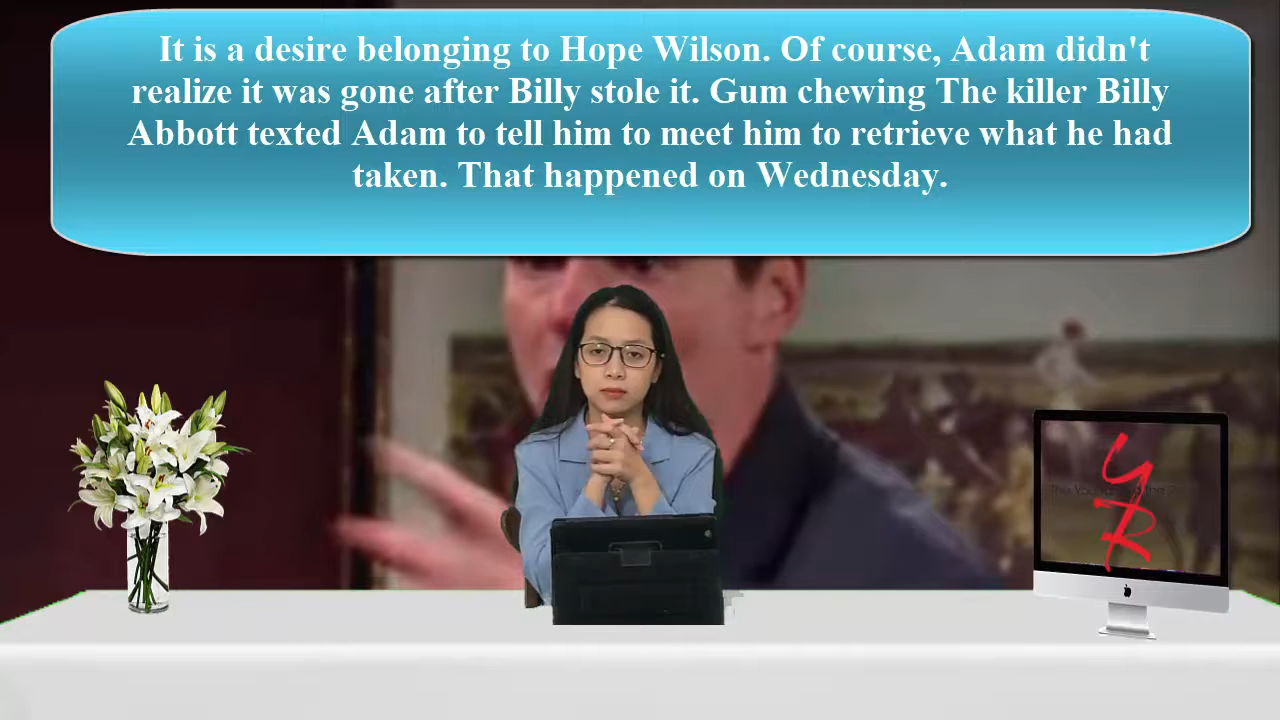 It is a desire belonging to Hope Wilson. Of course, Adam didn't
realize it was gone after Billy stole it. Gum chewing The killer Billy
Abbott texted Adam to tell him to meet him to retrieve what he had
taken. That happened on Wednesday.
YR